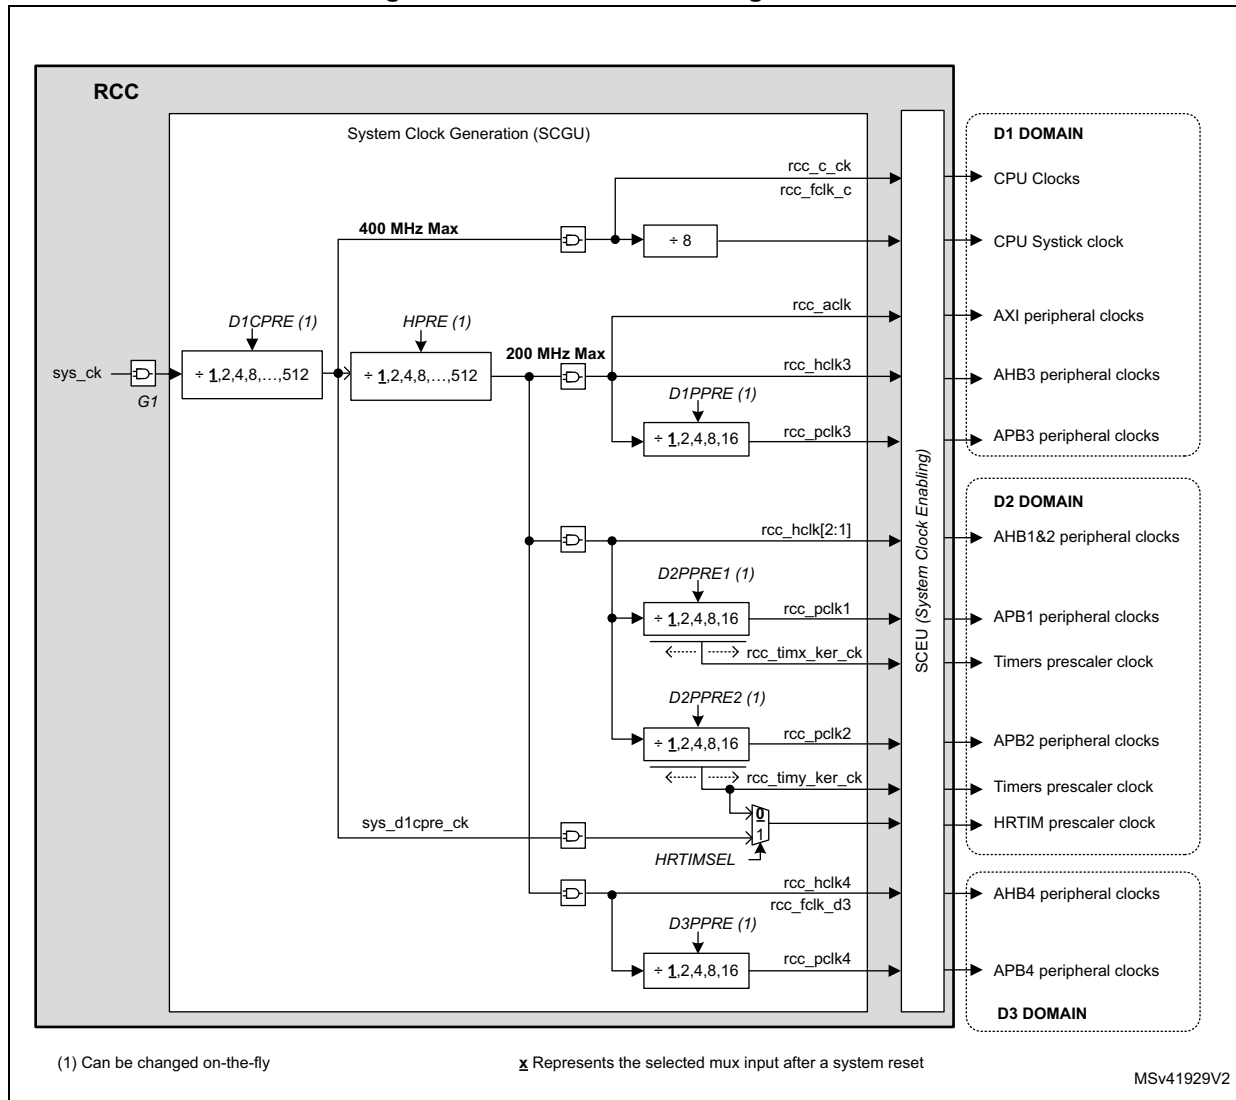 RCC
System Clock Generation (SCGU)
D1 DOMAIN
rcc_c_ck
CPU Clocks
rcc_fclk_c
400 MHz Max
÷ 8
CPU Systick clock
rcc_aclk
AXI peripheral clocks
D1CPRE (1)
HPRE (1)
200 MHz Max
rcc_hclk3
AHB3 peripheral clocks
sys_ck
÷ 1,2,4,8,...,512
÷ 1,2,4,8,...,512
G1
D1PPRE (1)
÷ 1,2,4,8,16
rcc_pclk3
APB3 peripheral clocks
SCEU (System Clock Enabling)
D2 DOMAIN
rcc_hclk[2:1]
AHB1&2 peripheral clocks
D2PPRE1 (1)
÷ 1,2,4,8,16
rcc_pclk1
APB1 peripheral clocks
rcc_timx_ker_ck
Timers prescaler clock
D2PPRE2 (1)
÷ 1,2,4,8,16
rcc_pclk2
APB2 peripheral clocks
rcc_timy_ker_ck
Timers prescaler clock
sys_d1cpre_ck
0
1
HRTIM prescaler clock
HRTIMSEL
rcc_hclk4
AHB4 peripheral clocks
rcc_fclk_d3
D3PPRE (1)
÷ 1,2,4,8,16
rcc_pclk4
APB4 peripheral clocks
D3 DOMAIN
(1) Can be changed on-the-fly
x Represents the selected mux input after a system reset
MSv41929V2